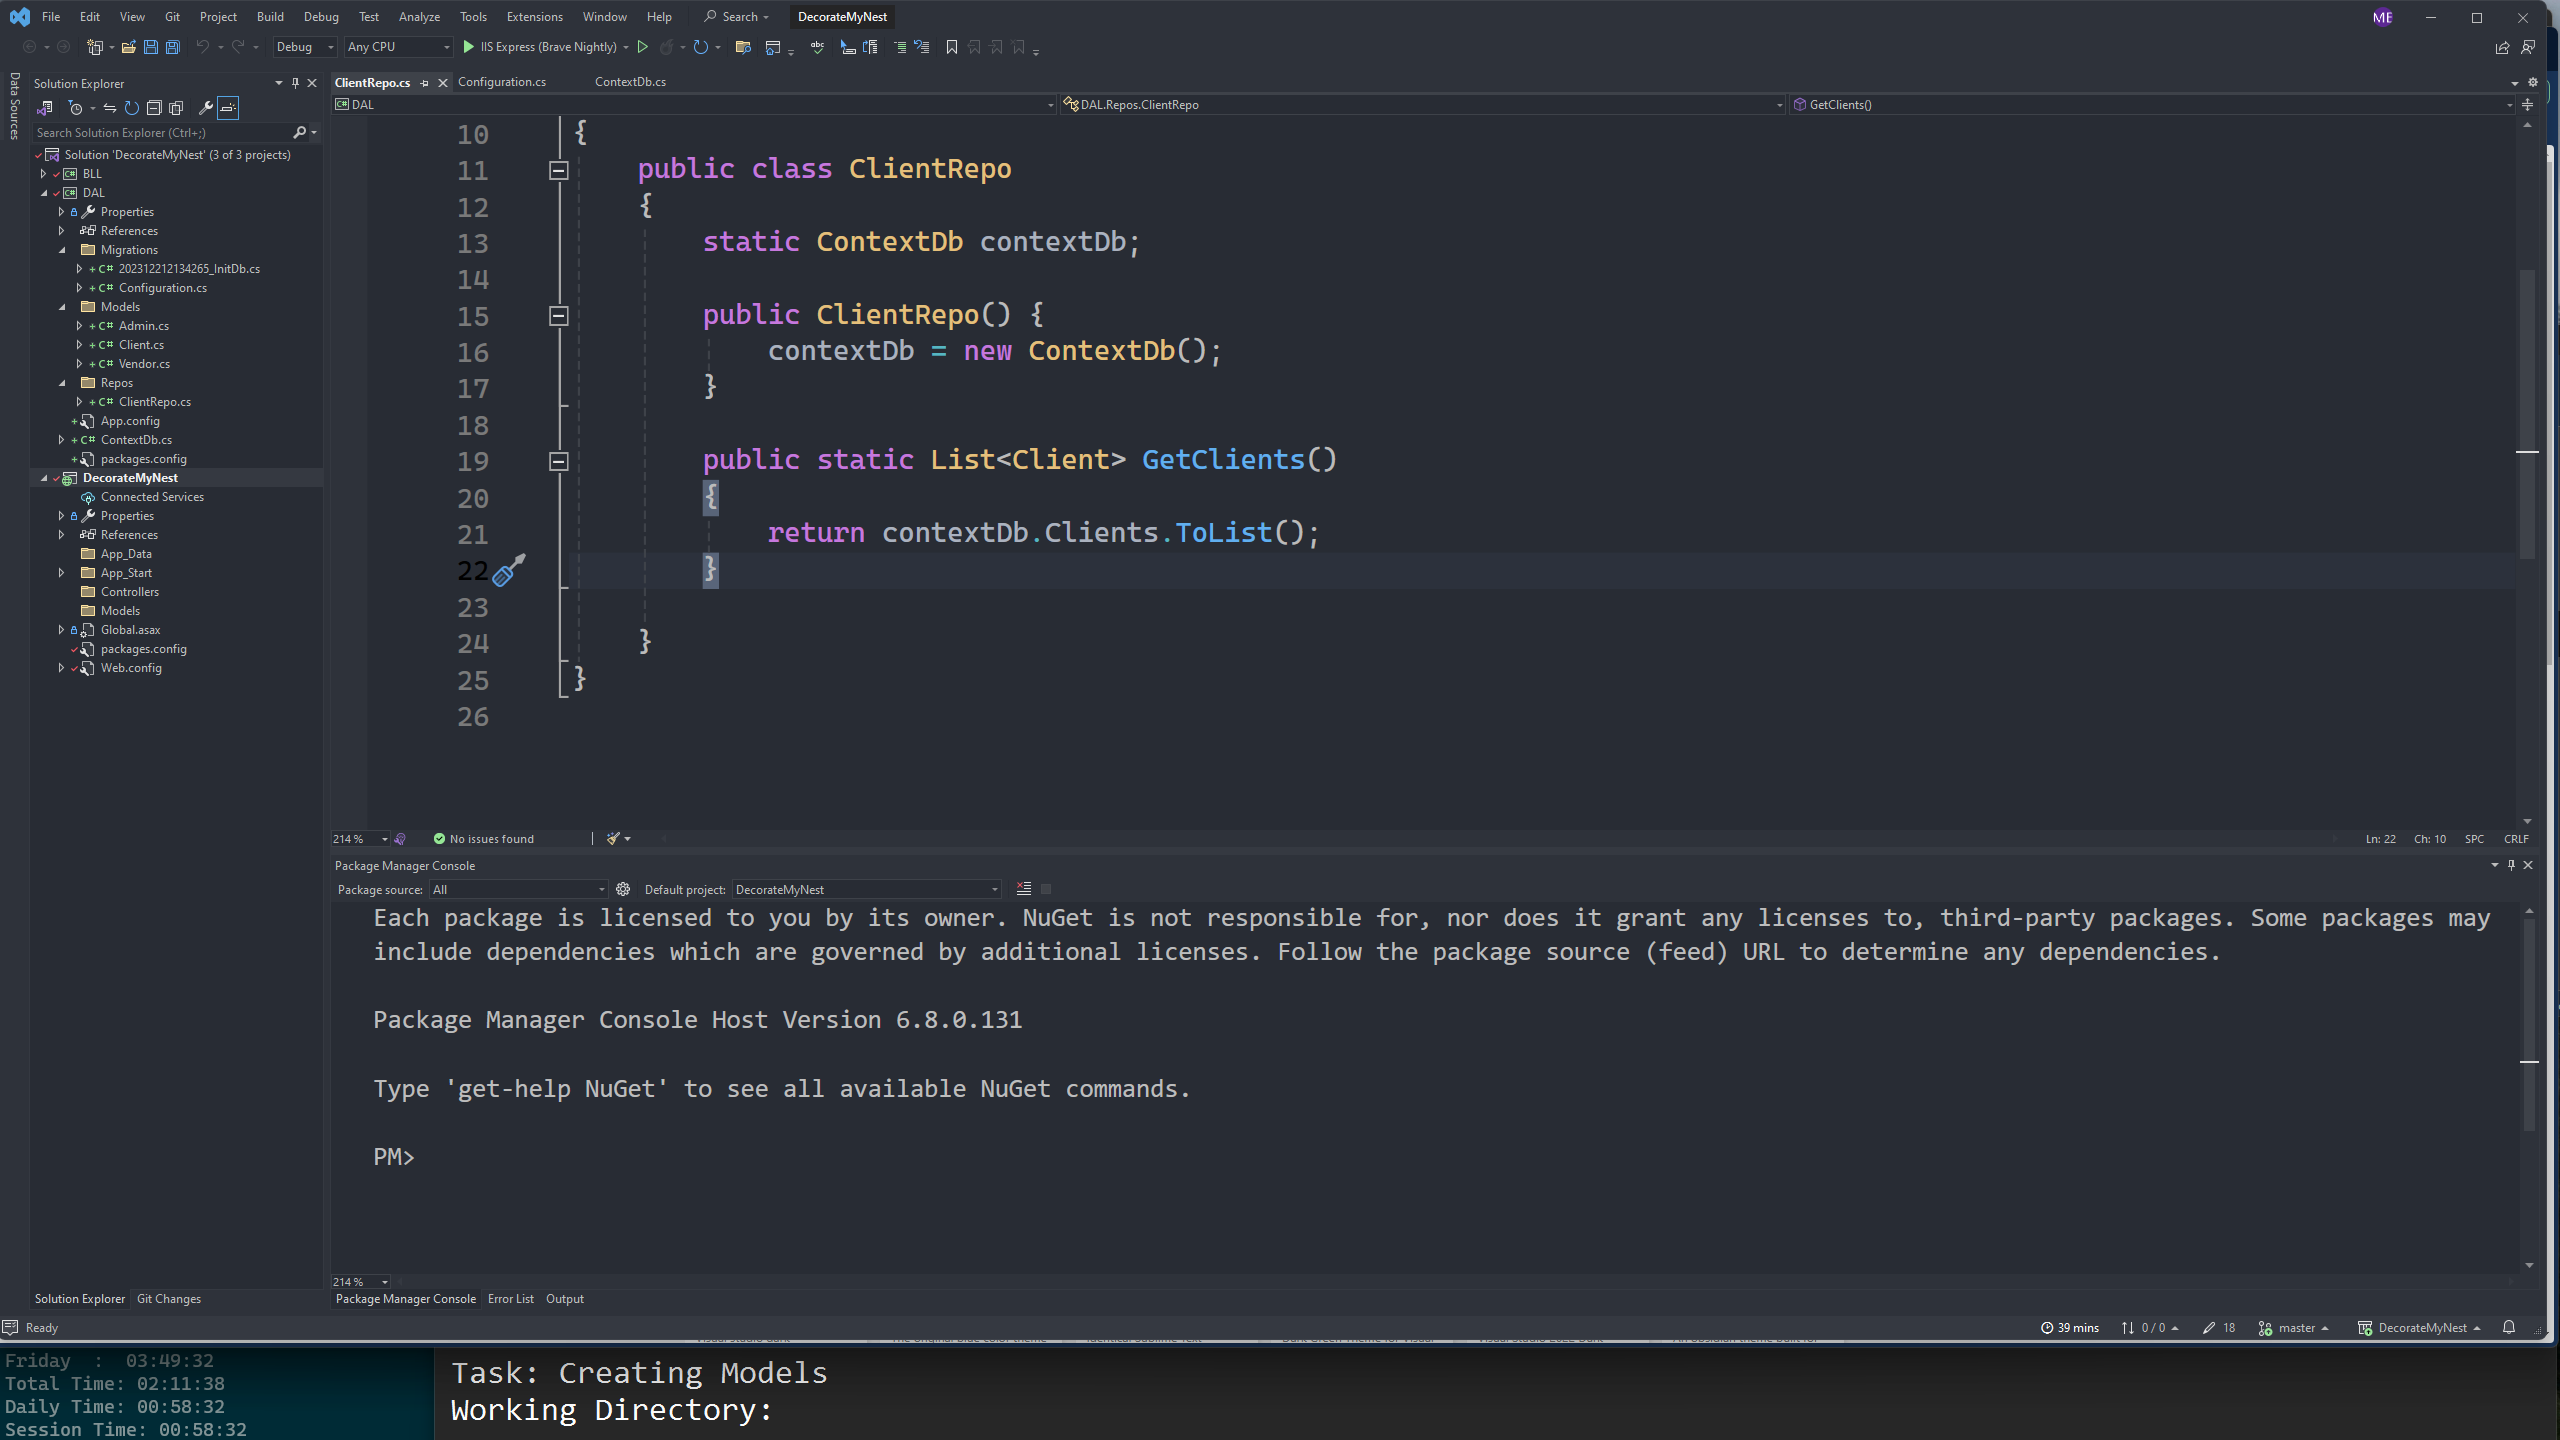 File Edit View Git Project Build Debug Test Analyze Tools Extensions Window Help Search DecorateMyNest ME
Debug Any CPU IIS Express (Brave Nightly)
Data Sources
Solution Explorer
Search Solution Explorer (Ctrl+;)
Solution 'DecorateMyNest' (3 of 3 projects)
BLL
DAL
Properties
References
Migrations
C# 202312212134265_InitDb.cs
C# Configuration.cs
Models
C# Admin.cs
C# Client.cs
C# Vendor.cs
Repos
C# ClientRepo.cs
App.config
C# ContextDb.cs
packages.config
DecorateMyNest
Connected Services
Properties
References
App_Data
App_Start
Controllers
Models
Global.asax
packages.config
Web.config
Solution Explorer Git Changes
ClientRepo.cs Configuration.cs ContextDb.cs
DAL DAL.Repos.ClientRepo GetClients()
10 {
11 public class ClientRepo
12 {
13 static ContextDb contextDb;
14
15 public ClientRepo() {
16 contextDb = new ContextDb();
17 }
18
19 public static List<Client> GetClients()
20 {
21 return contextDb.Clients.ToList();
22 }
23
24 }
25 }
26
214 % No issues found Ln: 22 Ch: 10 SPC CRLF
Package Manager Console
Package source: All Default project: DecorateMyNest
Each package is licensed to you by its owner. NuGet is not responsible for, nor does it grant any licenses to, third-party packages. Some packages may
include dependencies which are governed by additional licenses. Follow the package source (feed) URL to determine any dependencies.
Package Manager Console Host Version 6.8.0.131
Type 'get-help NuGet' to see all available NuGet commands.
PM>
214 %
Package Manager Console Error List Output
Ready 39 mins 0 / 0 18 master DecorateMyNest
Friday : 03:49:32
Total Time: 02:11:38
Daily Time: 00:58:32
Session Time: 00:58:32
Task: Creating Models
Working Directory: